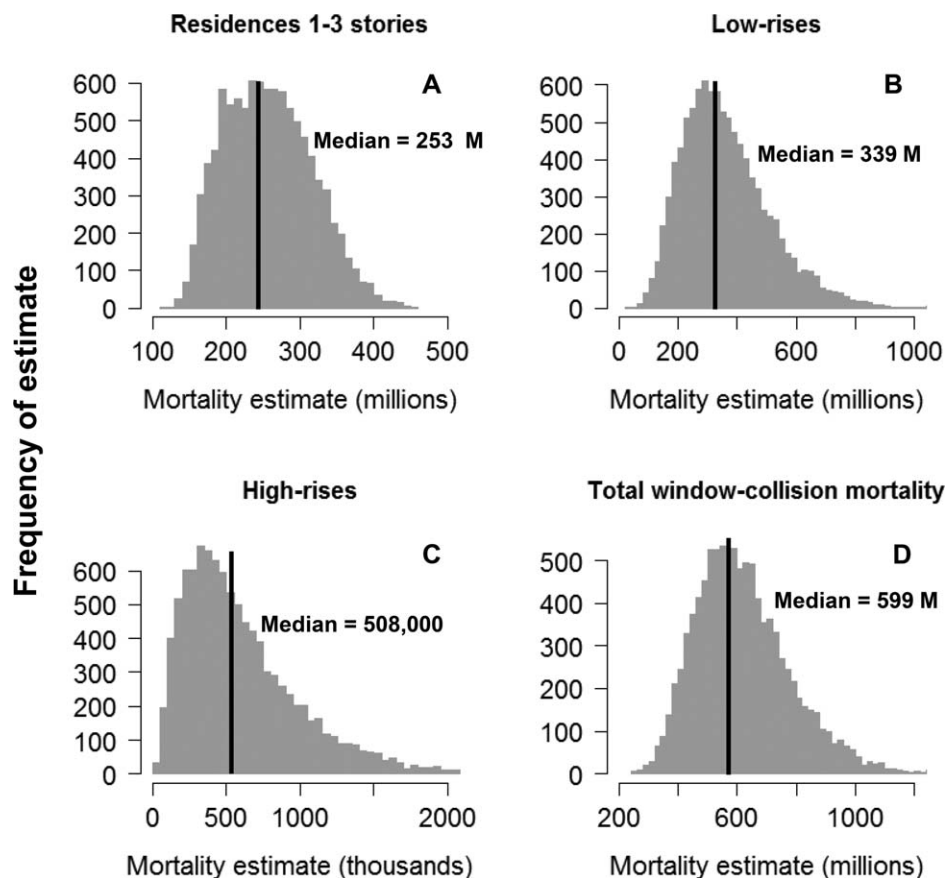 Frequency of estimate
Residences 1-3 stories
A
Median = 253 M
600
500
400
300
200
100
0
100 200 300 400 500
Mortality estimate (millions)
Low-rises
B
Median = 339 M
600
500
400
300
200
100
0
0 200 600 1000
Mortality estimate (millions)
High-rises
C
Median = 508,000
600
500
400
300
200
100
0
0 500 1000 2000
Mortality estimate (thousands)
Total window-collision mortality
D
Median = 599 M
500
400
300
200
100
0
200 600 1000
Mortality estimate (millions)